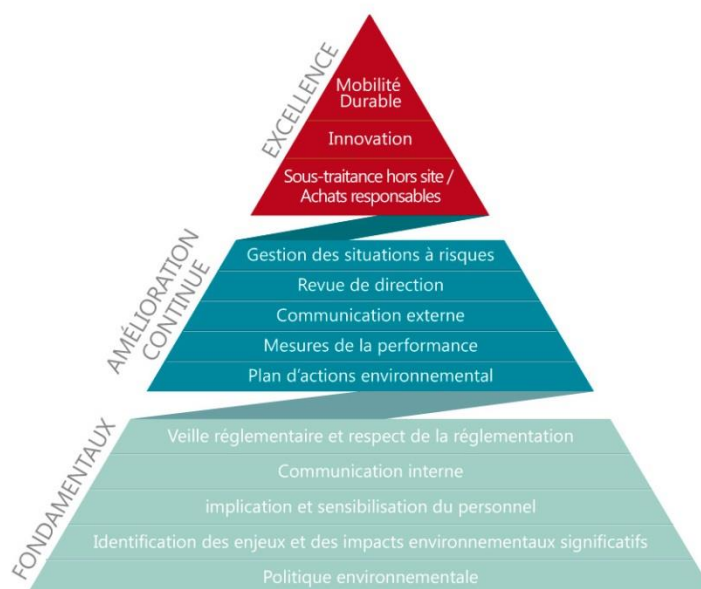 EXCELLENCE
Mobilité
Durable
Innovation
Sous-traitance hors site /
Achats responsables
AMÉLIORATION
CONTINUE
Gestion des situations à risques
Revue de direction
Communication externe
Mesures de la performance
Plan d'actions environnemental
FONDAMENTAUX
Veille réglementaire et respect de la réglementation
Communication interne
implication et sensibilisation du personnel
Identification des enjeux et des impacts environnementaux significatifs
Politique environnementale